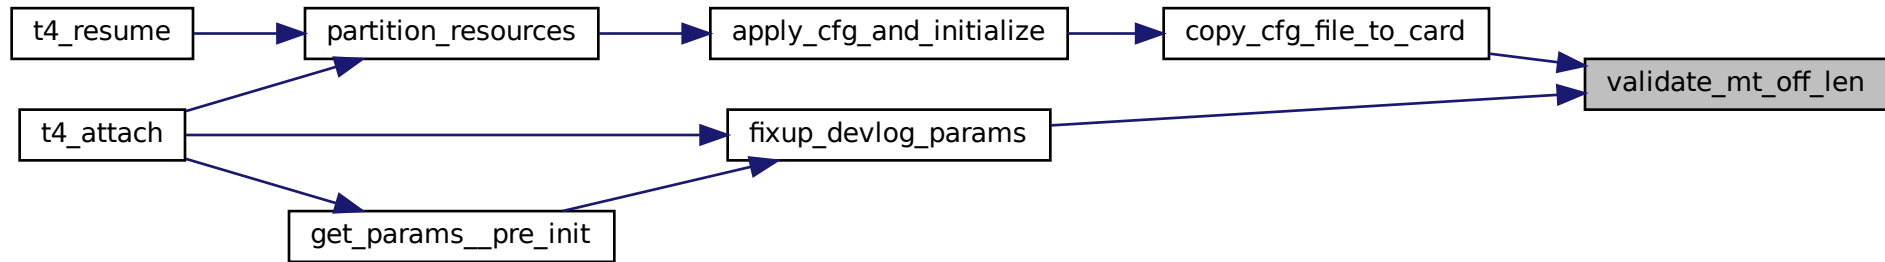 t4_resume
partition_resources
apply_cfg_and_initialize
copy_cfg_file_to_card
validate_mt_off_len
t4_attach
fixup_devlog_params
get_params__pre_init